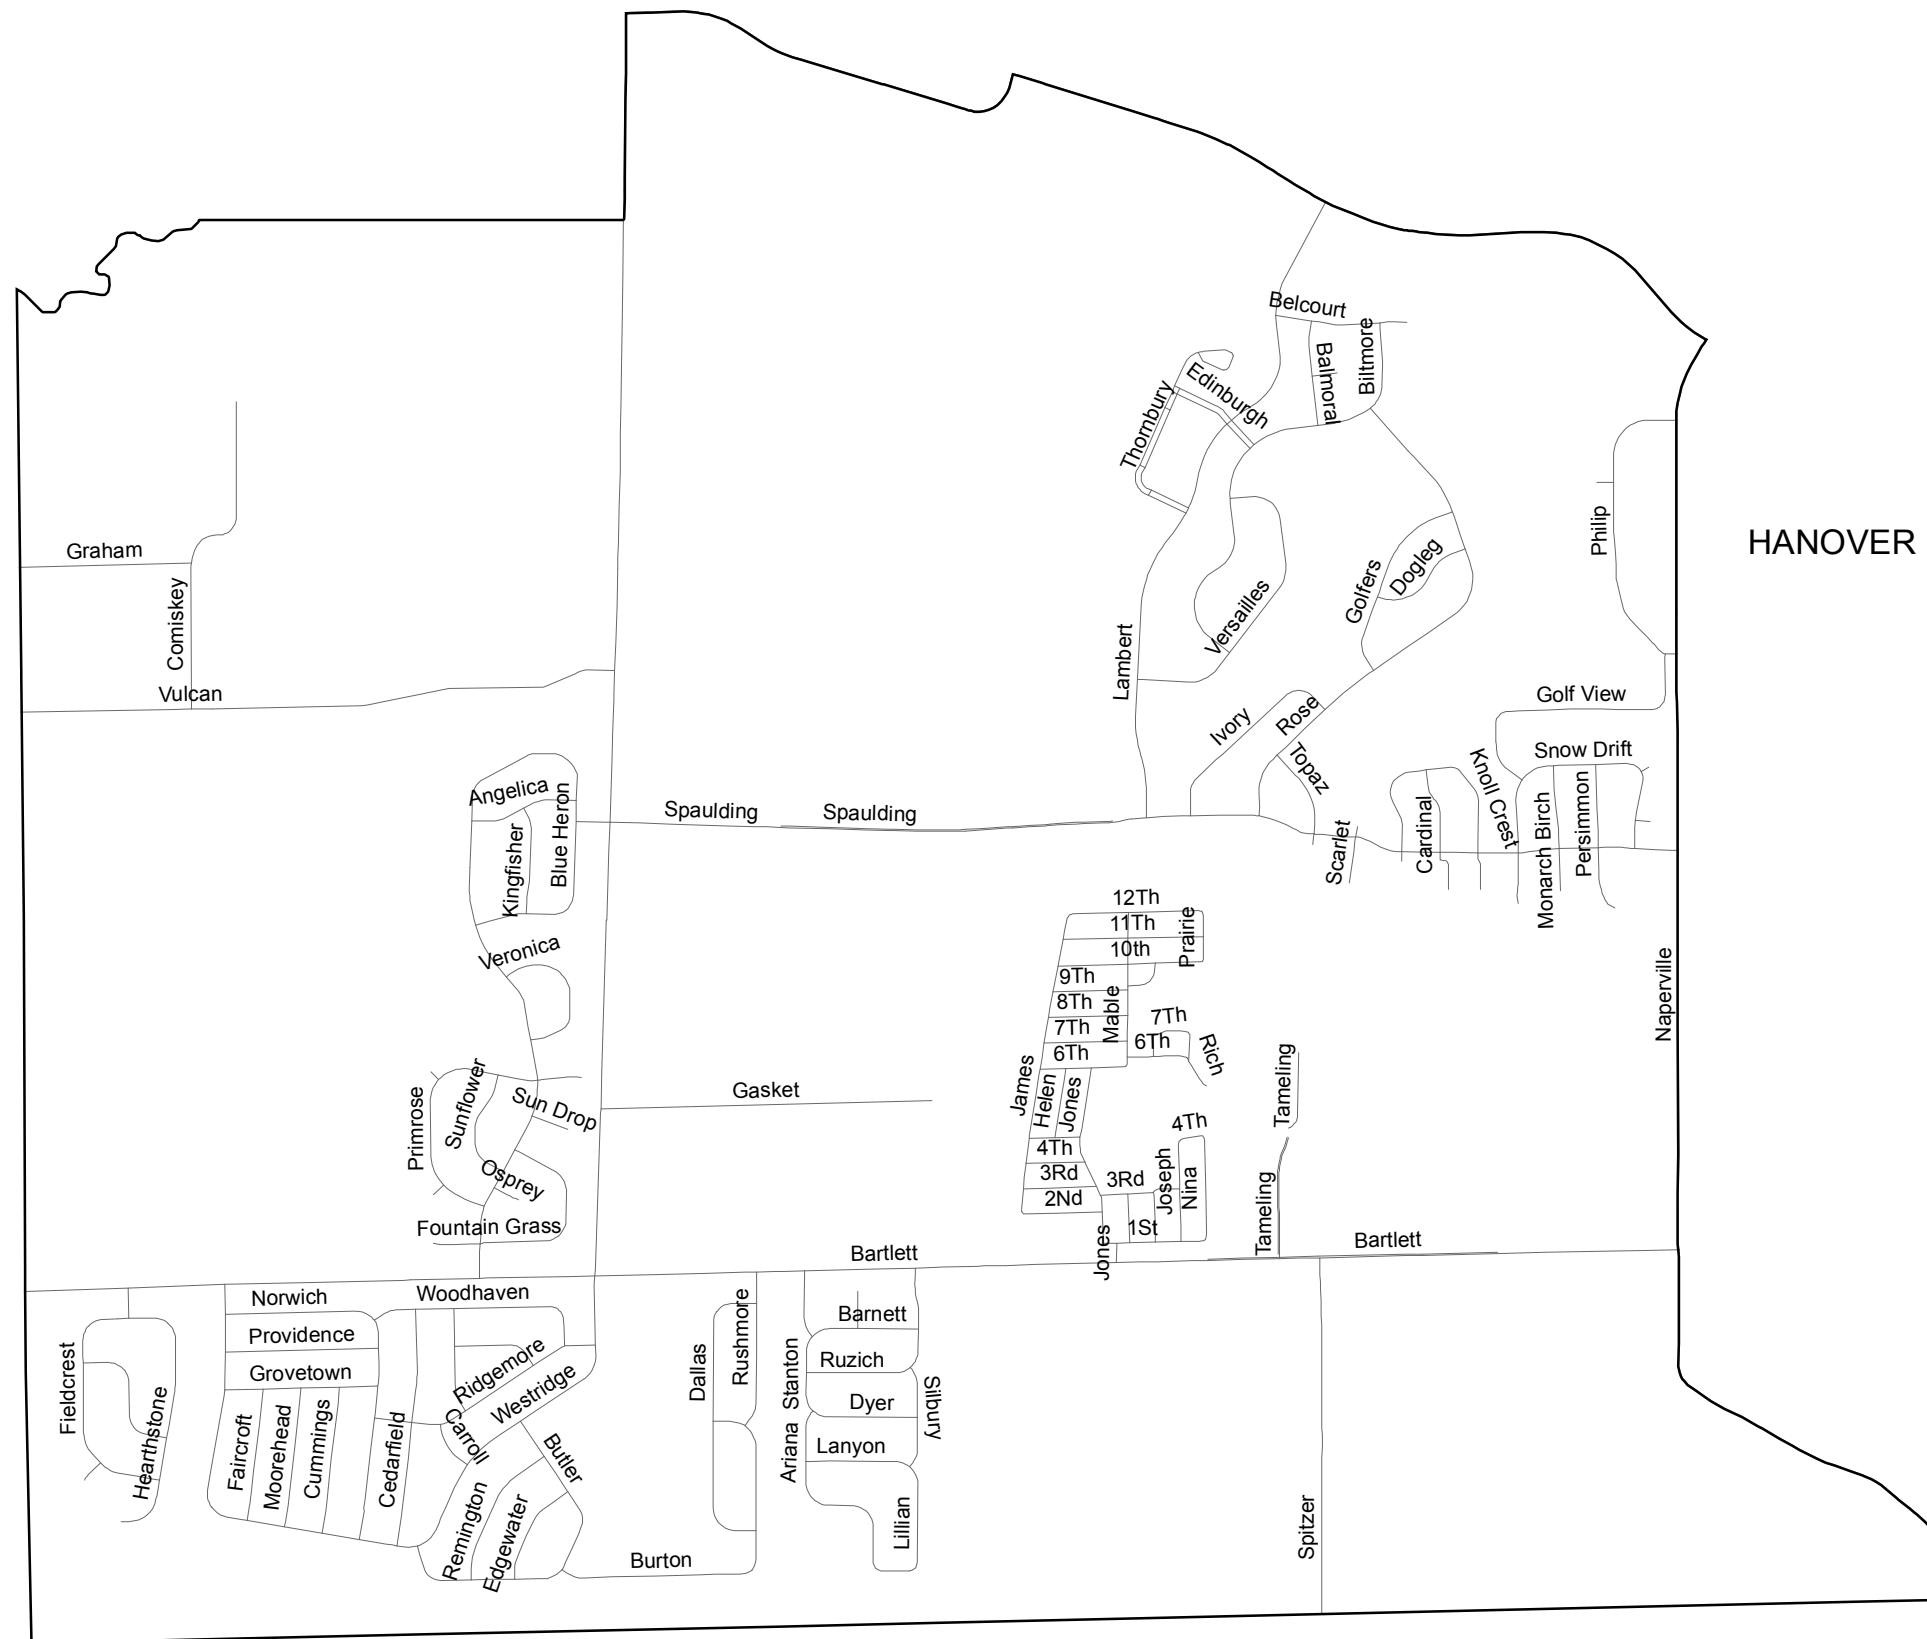 Belcourt
Balmoral
Biltmore
Edinburgh
Thornbury
Philip
HANOVER
Graham
Comiskey
Golfers
Dogleg
Versailles
Lambert
Vulcan
Golf View
Ivory
Rose
Topaz
Knoll Crest
Snow Drift
Angelica
Blue Heron
Kingfisher
Spaulding
Spaulding
Scarlet
Cardinal
Monarch Birch
Persimmon
12Th
11Th
10th
Prairie
Veronica
9Th
8Th
7Th
6Th
Mable
7Th
6Th
Rich
Naperville
James
Helen
Jones
Tameling
Primrose
Sunflower
Sun Drop
Gasket
4Th
4Th
3Rd
2Nd
3Rd
Joseph
Nina
1St
Jones
Tameling
Osprey
Fountain Grass
Bartlett
Bartlett
Norwich
Woodhaven
Providence
Grovetown
Fieldcrest
Hearthstone
Faircroft
Moorehead
Cummings
Cedarfield
Ridgemore
Westridge
Carroll
Butler
Remington
Edgewater
Dallas
Rushmore
Burton
Barnett
Stanton
Ruzich
Ariana
Dyer
Silbury
Lanyon
Lillian
Spitzer